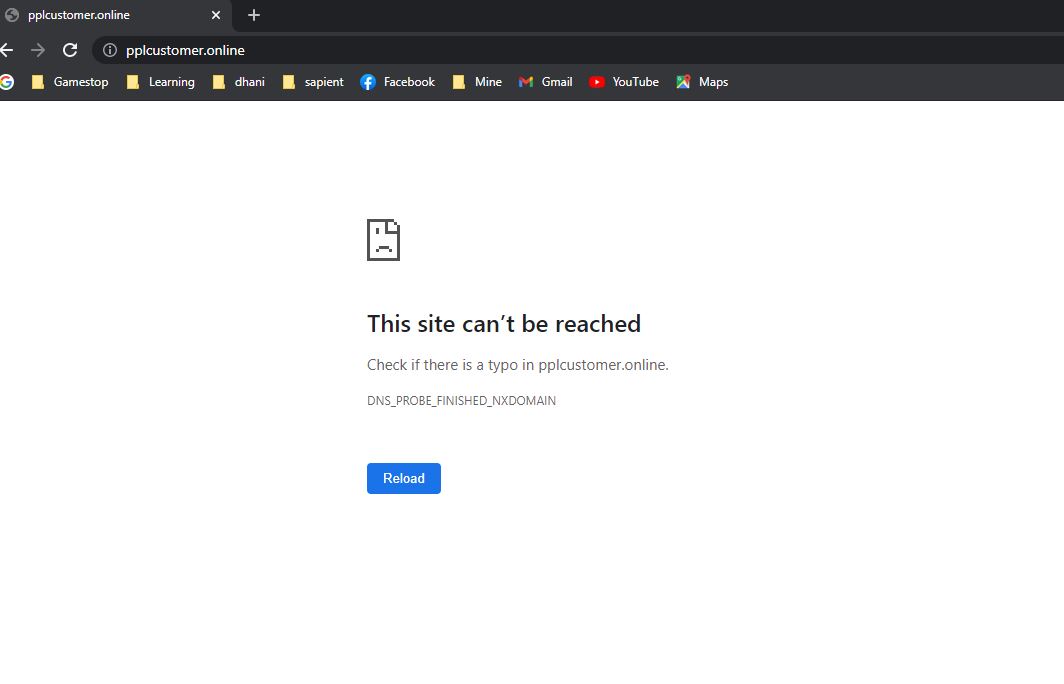 pplcustomer.online
pplcustomer.online
Gamestop Learning dhani sapient Facebook Mine Gmail YouTube Maps
This site can’t be reached
Check if there is a typo in pplcustomer.online.
DNS_PROBE_FINISHED_NXDOMAIN
Reload